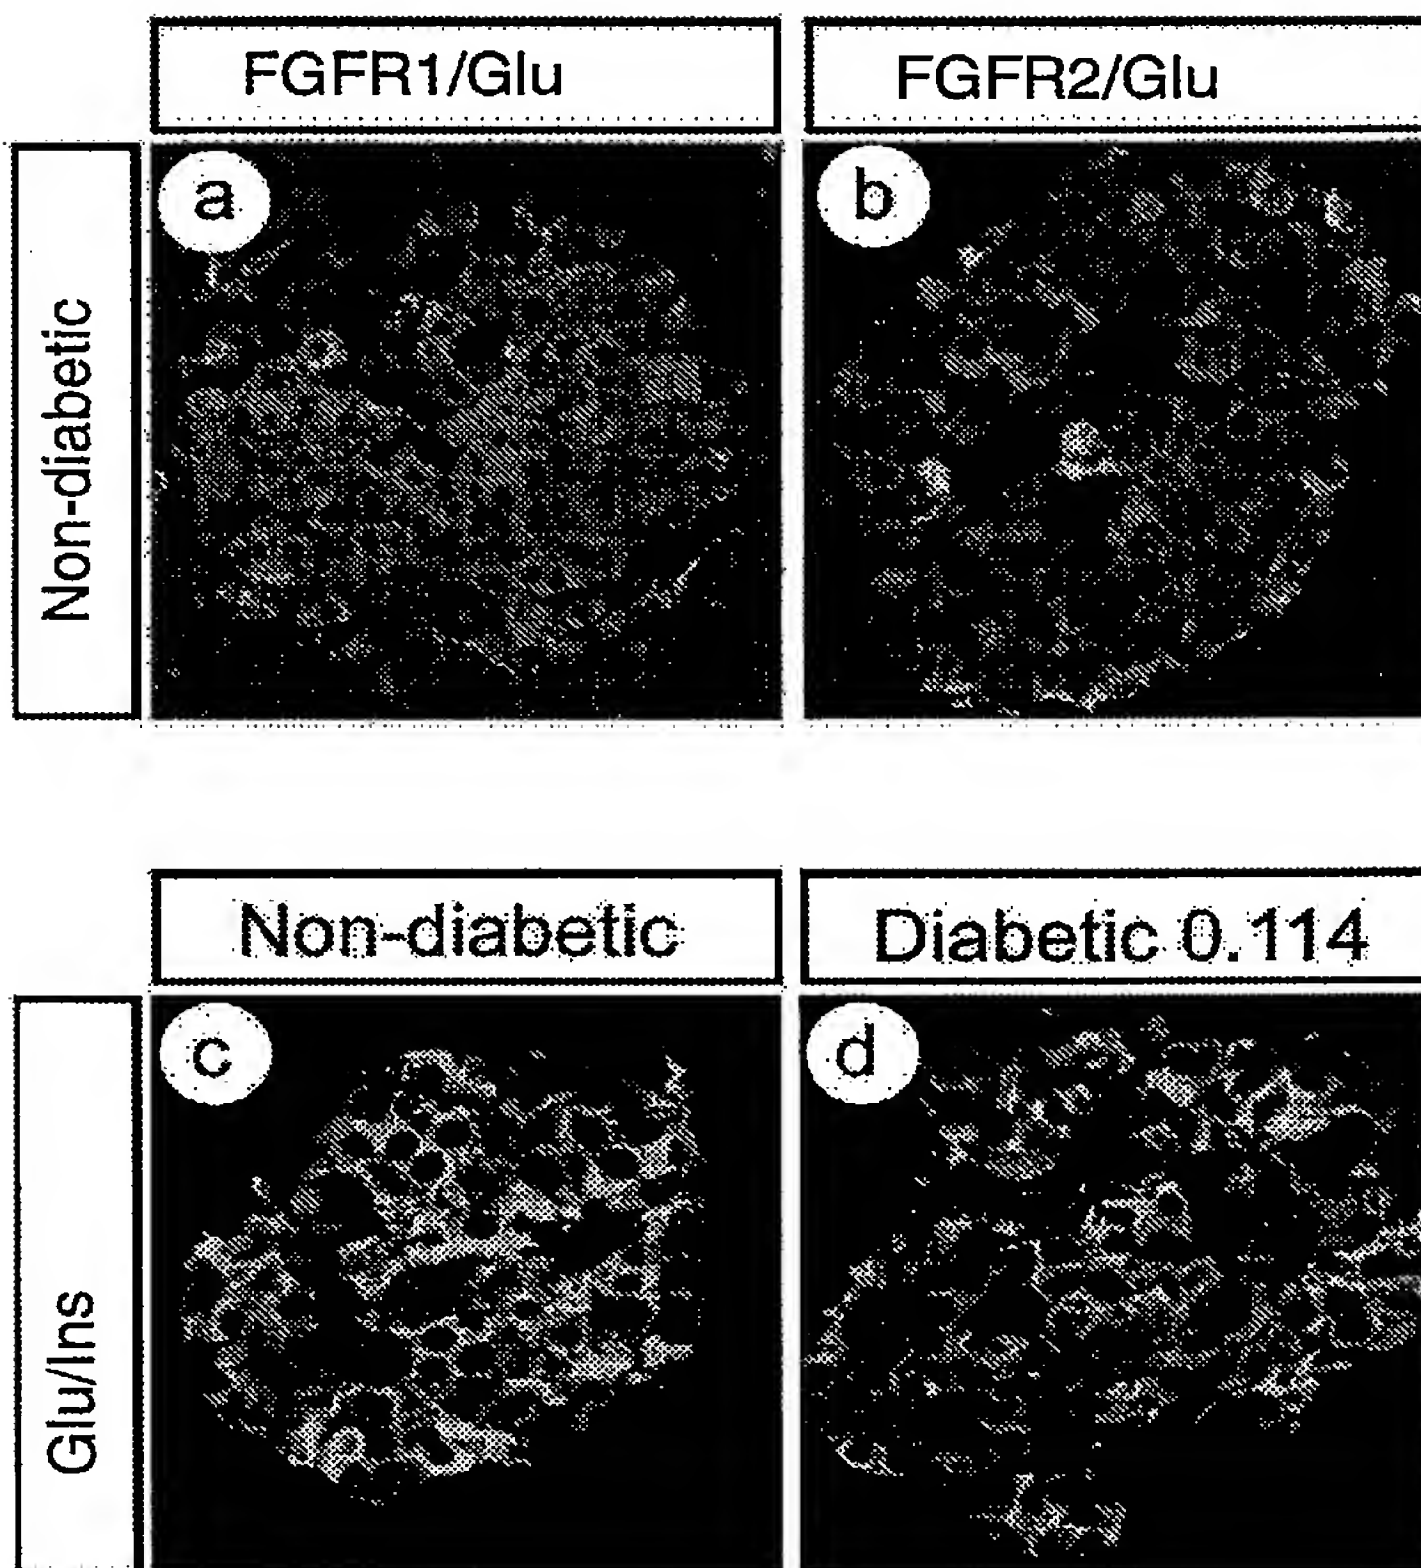 FGFR1/Glu
FGFR2/Glu
Non-diabetic
a
b
Non-diabetic
Diabetic 0.114
Glu/Ins
c
d